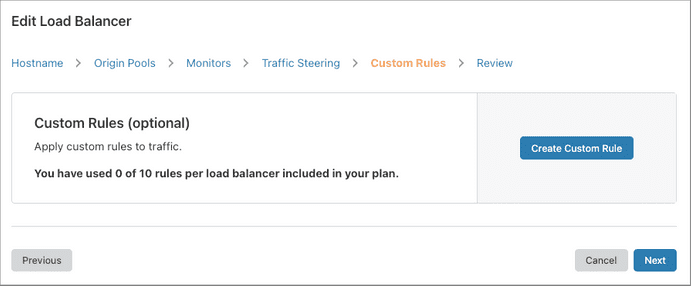 Edit Load Balancer
Hostname > Origin Pools > Monitors > Traffic Steering > Custom Rules > Review
Custom Rules (optional)
Apply custom rules to traffic.
You have used 0 of 10 rules per load balancer included in your plan.
Create Custom Rule
Previous
Cancel
Next